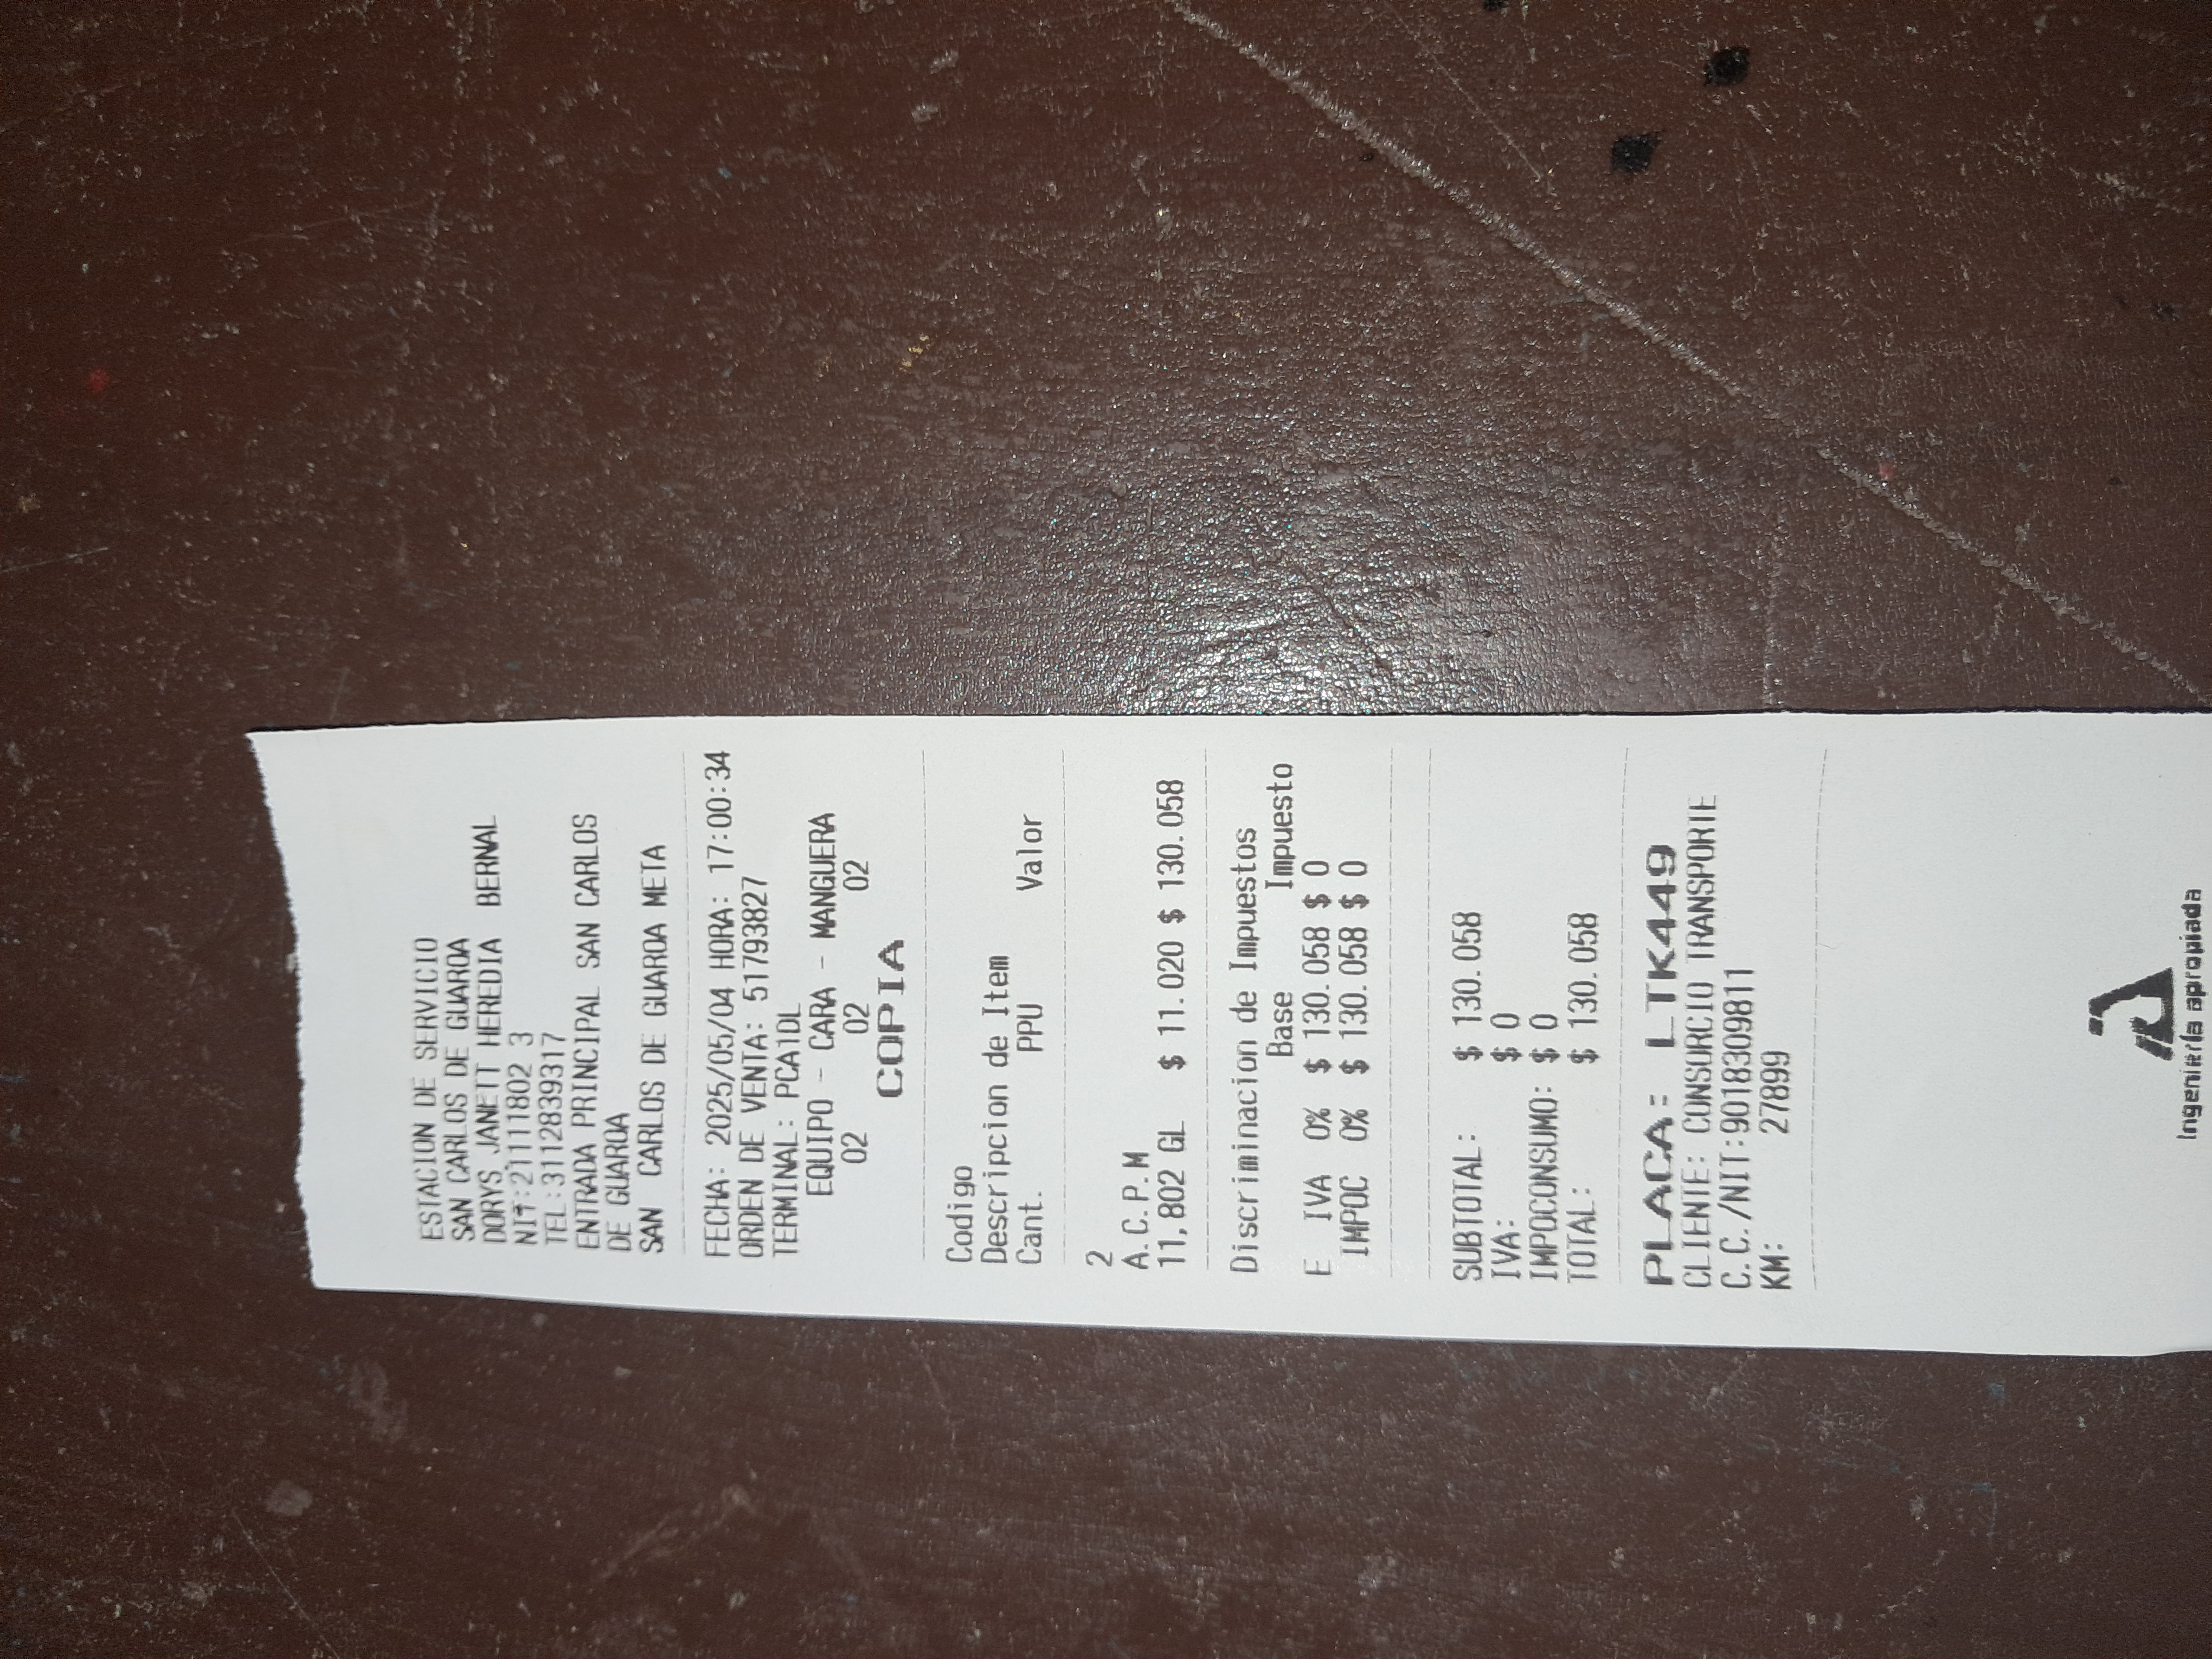 ESTACION DE SERVICIO
SAN CARLOS DE GUAROA
DORYS JANETT HEREDIA  BERNAL
NIT:21111802 3
TEL:3112839317
ENTRADA PRINCIPAL SAN CARLOS
DE GUAROA
SAN  CARLOS DE GUAROA META
FECHA: 2025/05/04 HORA: 17:00:34
ORDEN DE VENTA: 51793827
TERMINAL: PCA1DL
EQUIPO - CARA - MANGUERA
02 02 02
COPIA
Codigo
Descripcion de Item
Cant. PPU Valor
2
A.C.P.M
11,802 GL $ 11.020 $ 130.058
Discriminacion de Impuestos
Base Impuesto
E IVA 0% $ 130.058 $ 0
IMPOC 0% $ 130.058 $ 0
SUBTOTAL: $ 130.058
IVA: $ 0
IMPOCONSUMO: $ 0
TOTAL: $ 130.058
PLACA: LTK449
CLIENTE: CONSORCIO TRANSPORTE
C.C./NIT:9018309811
KM: 27899
Ingeniería apropiada